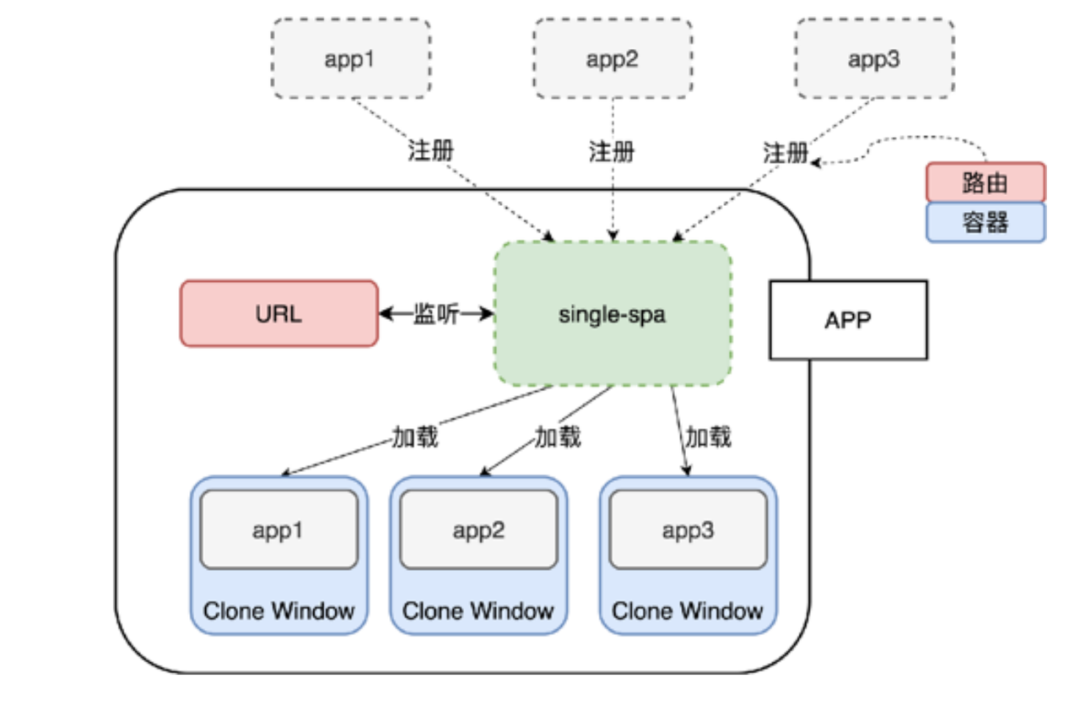 app1
app2
app3
注册
注册
注册
路由
容器
URL
监听
single-spa
APP
加载
加载
加载
app1
app2
app3
Clone Window
Clone Window
Clone Window